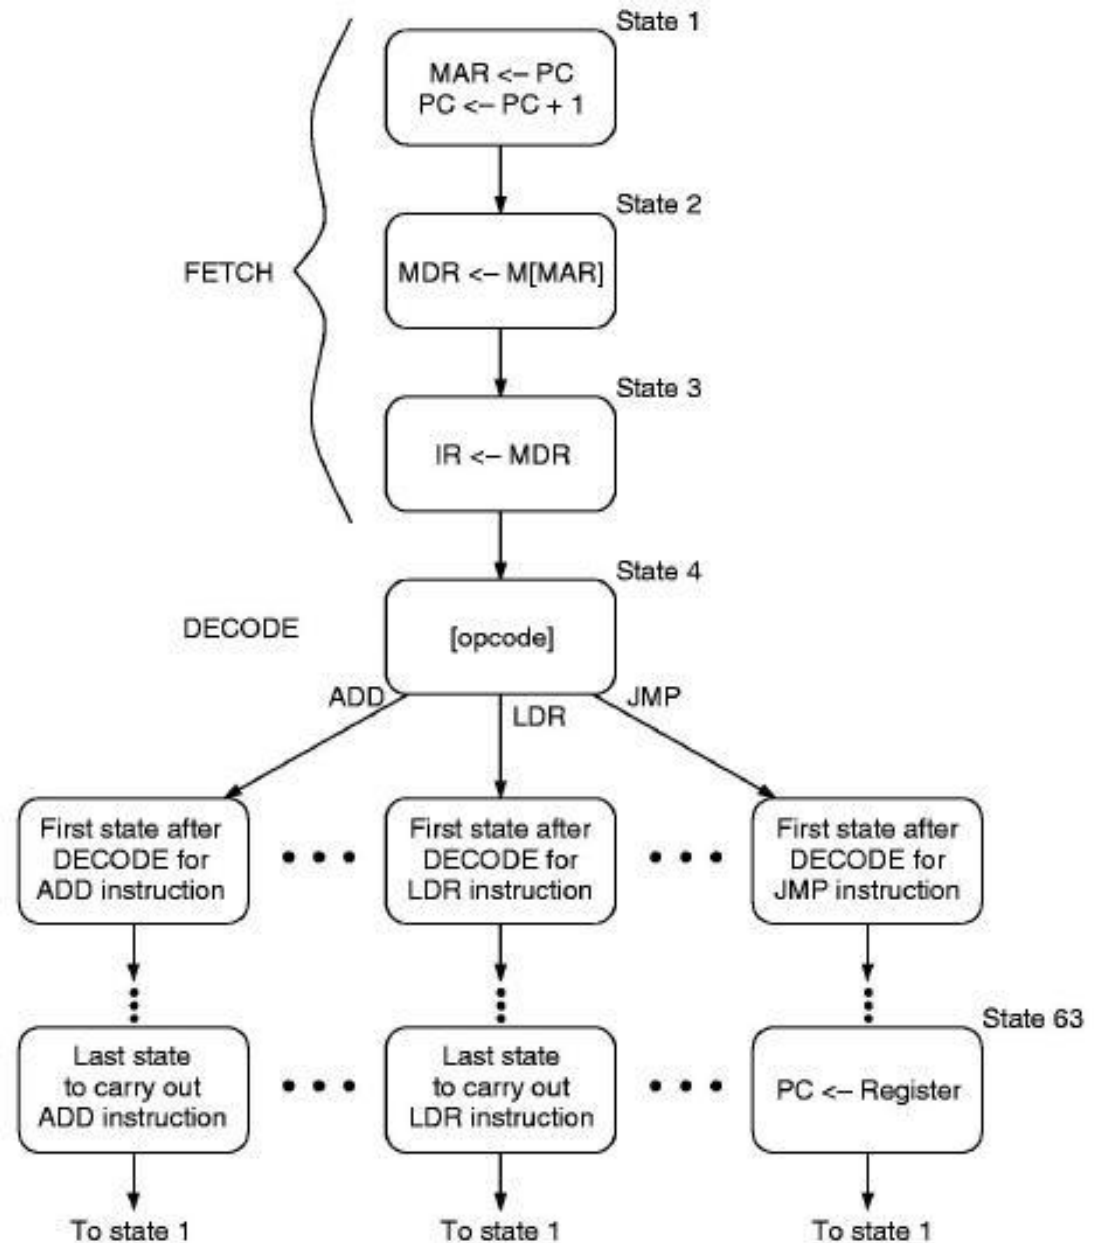 State 1
MAR <– PC
PC <– PC + 1
State 2
FETCH
MDR <– M[MAR]
State 3
IR <– MDR
State 4
DECODE
[opcode]
ADD
LDR
JMP
First state after
DECODE for
ADD instruction
First state after
DECODE for
LDR instruction
First state after
DECODE for
JMP instruction
Last state
to carry out
ADD instruction
Last state
to carry out
LDR instruction
State 63
PC <– Register
To state 1
To state 1
To state 1